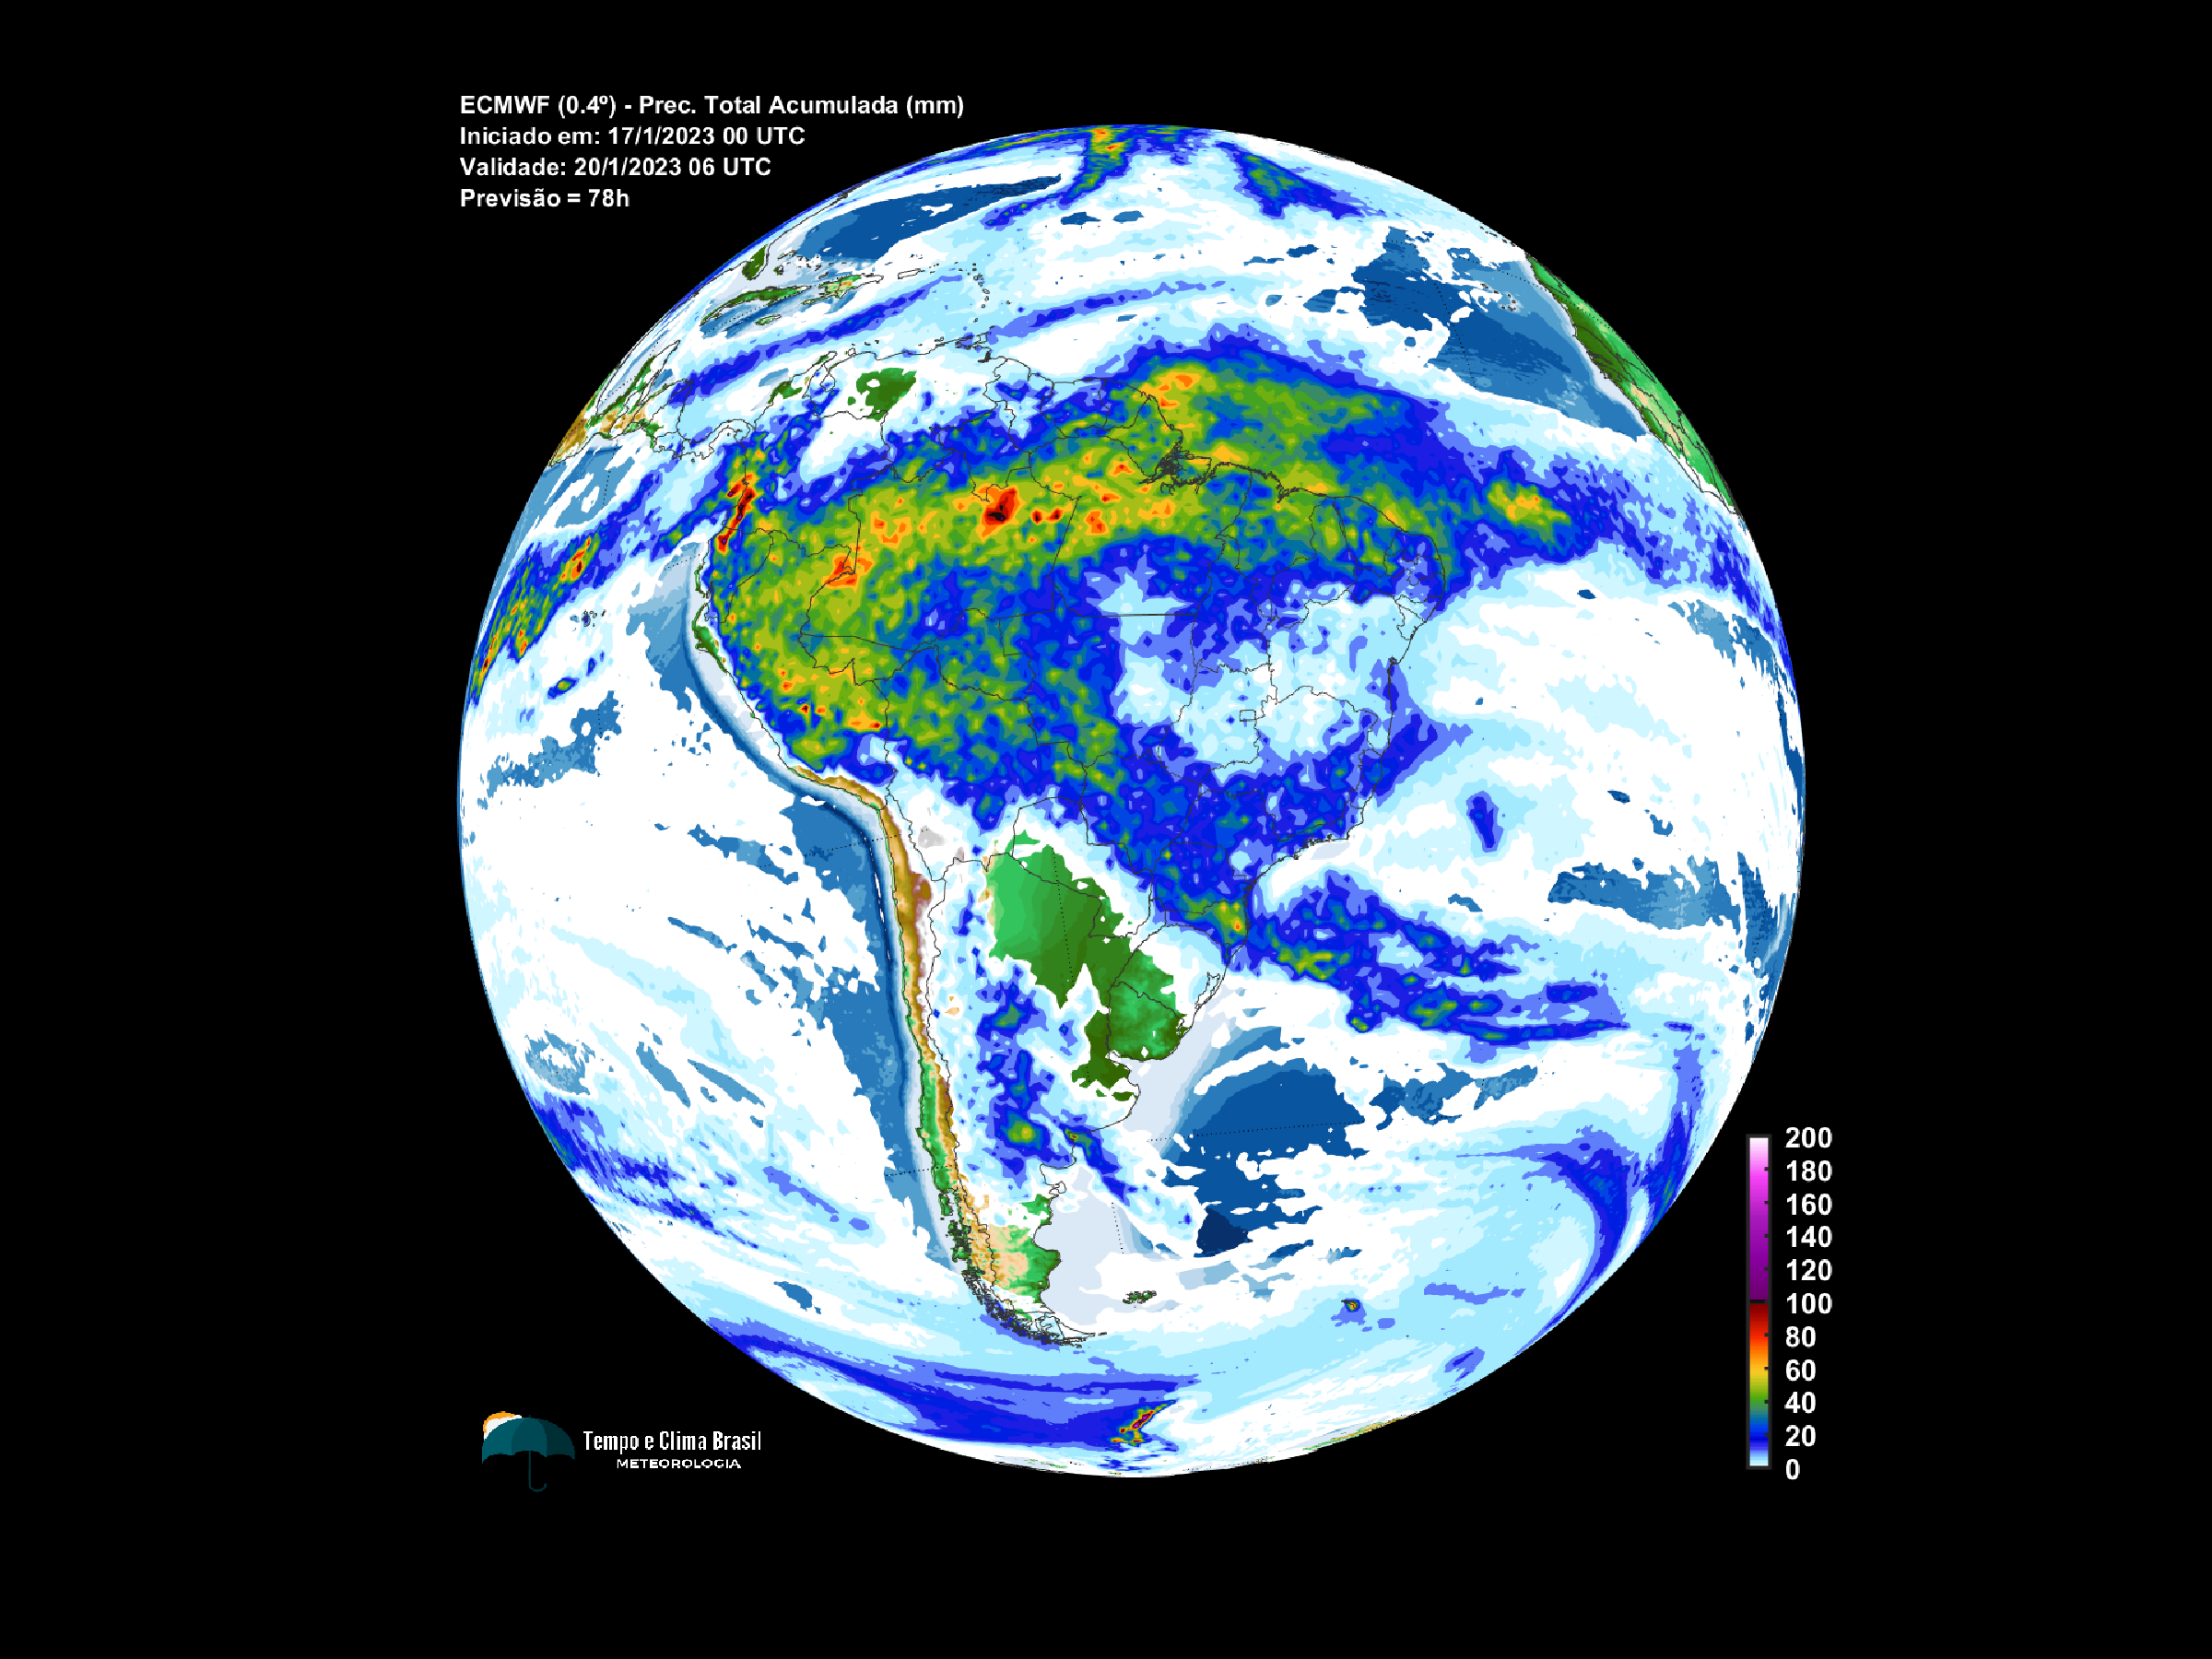 ECMWF (0.4º) - Prec. Total Acumulada (mm)
Iniciado em: 17/1/2023 00 UTC
Validade: 20/1/2023 06 UTC
Previsão = 78h
200
180
160
140
120
100
80
60
40
20
0
Tempo e Clima Brasil
METEOROLOGIA